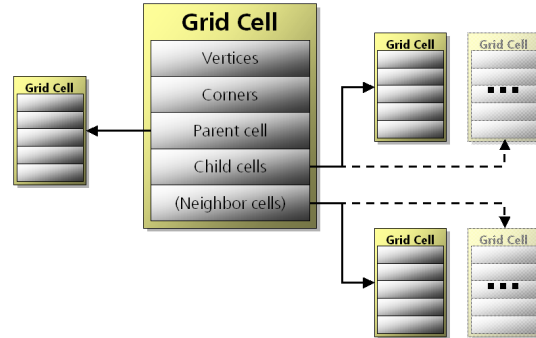 Grid Cell
Vertices
Corners
Parent cell
Child cells
(Neighbor cells)
Grid Cell
Grid Cell
Grid Cell
...
Grid Cell
Grid Cell
...